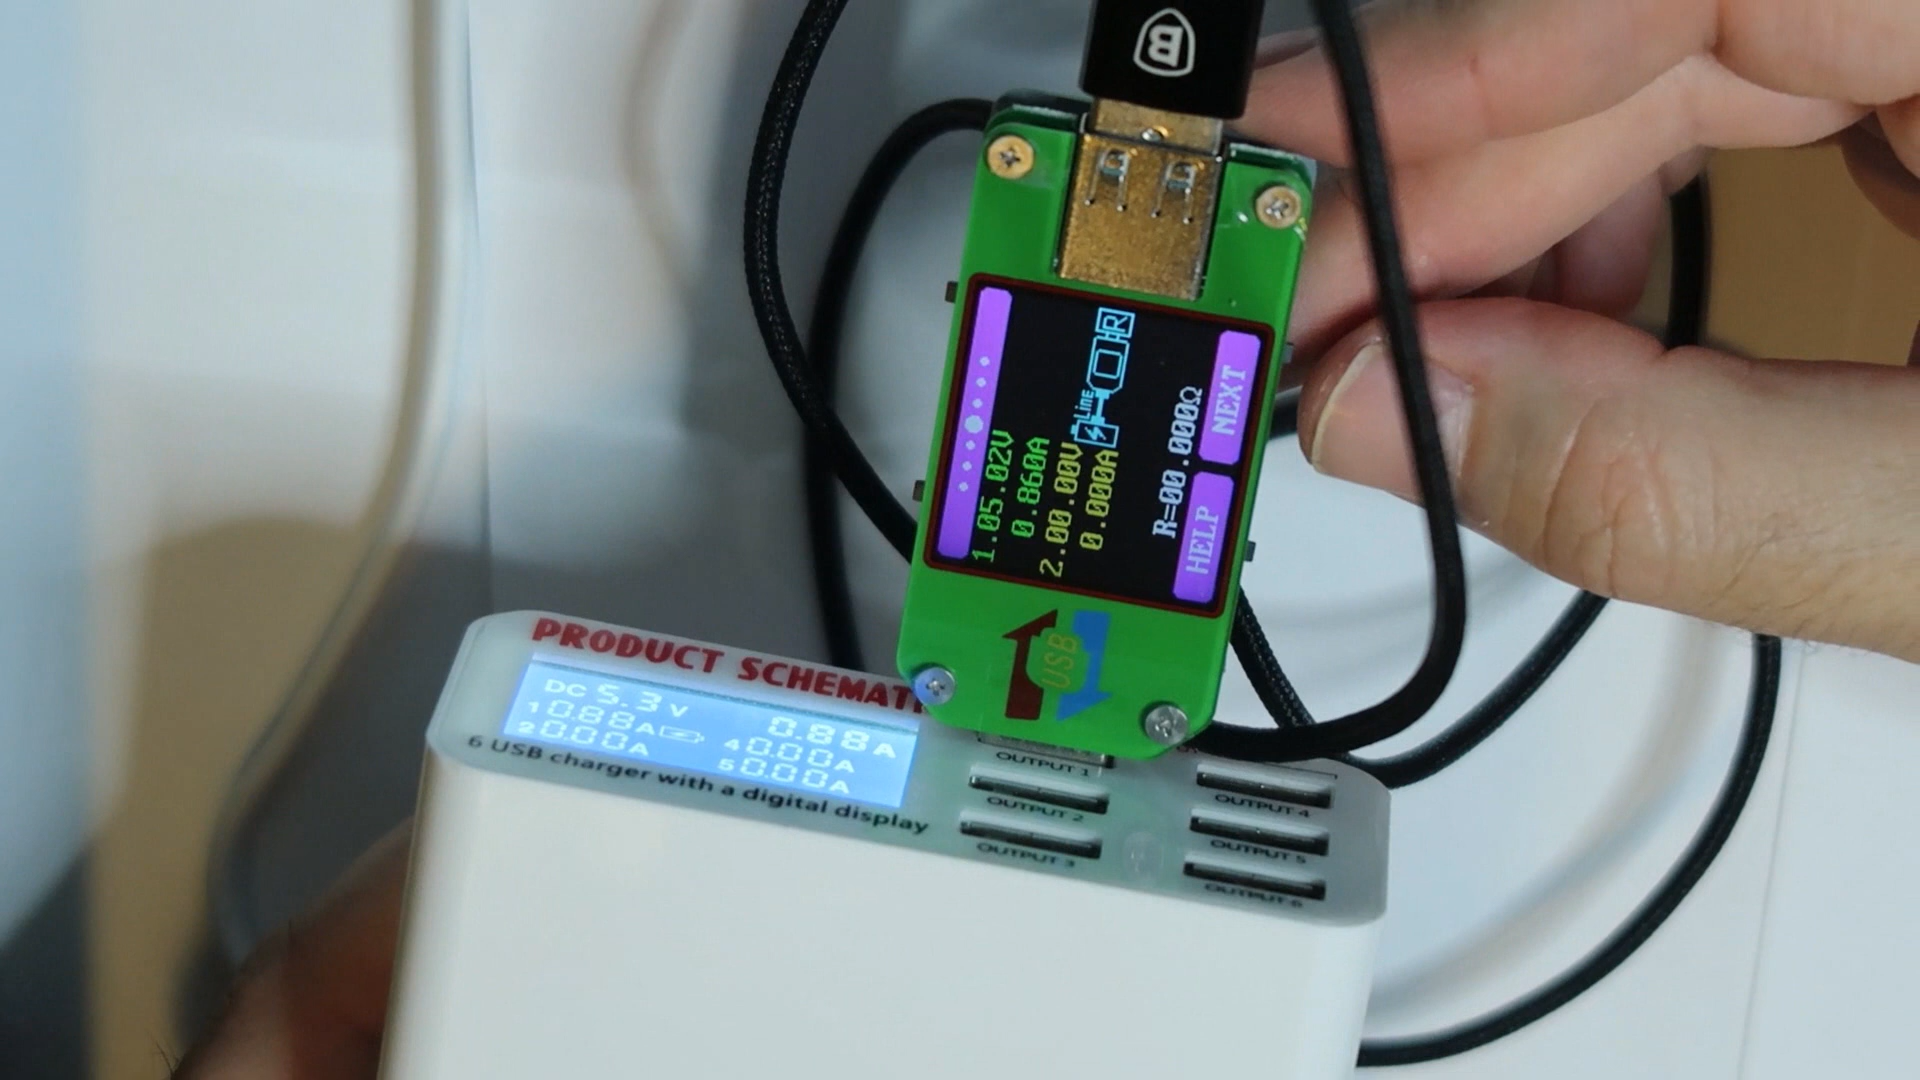 1.05.02V
0.860A
2.00.00V
0.000A
Line
R
R=00.000Ω
HELP
NEXT
USB
PRODUCT SCHEMATI
DC 5.3V
0.88A
1 0.88A
2 0.00A
4 0.00A
5 0.00A
6 USB charger with a digital display
OUTPUT 1
OUTPUT 2
OUTPUT 3
OUTPUT 4
OUTPUT 5
OUTPUT 6